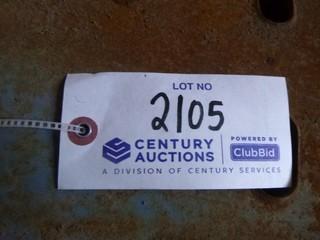 LOT NO
2105
CENTURY AUCTIONS
POWERED BY
ClubBid
A DIVISION OF CENTURY SERVICES